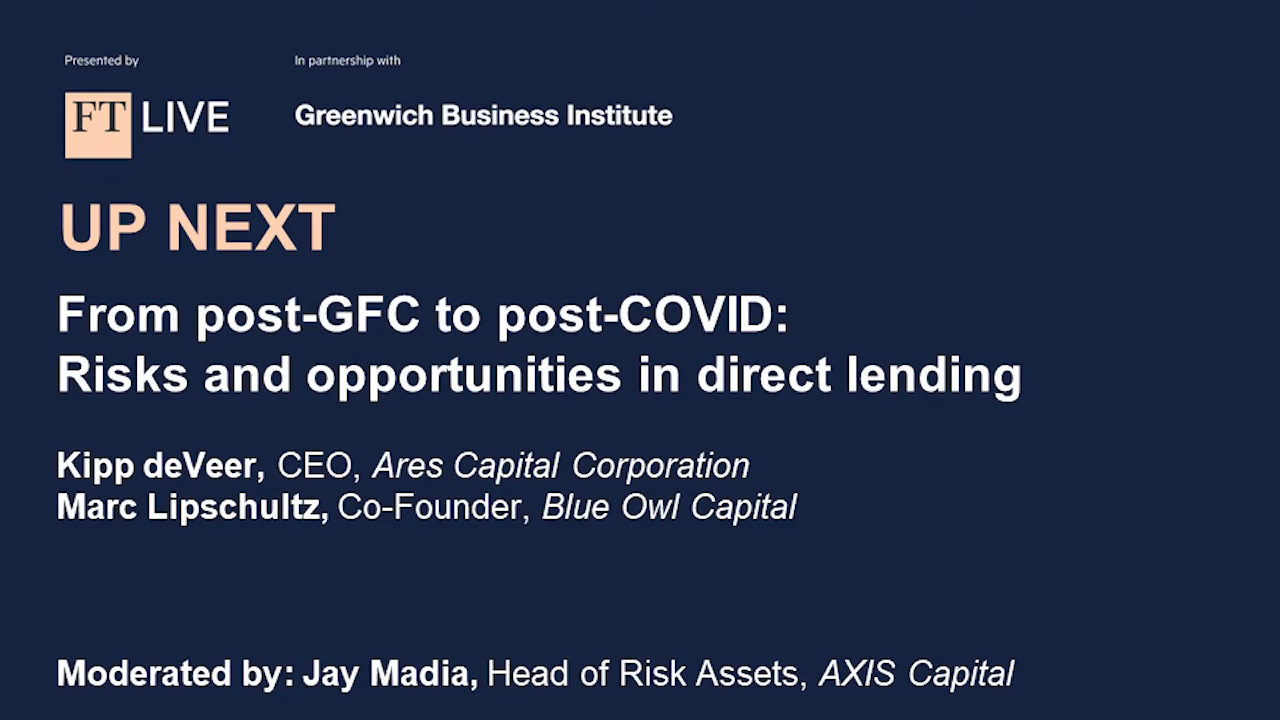 Presented by
In partnership with
FT LIVE
Greenwich Business Institute
UP NEXT
From post-GFC to post-COVID:
Risks and opportunities in direct lending
Kipp deVeer, CEO, Ares Capital Corporation
Marc Lipschultz, Co-Founder, Blue Owl Capital
Moderated by: Jay Madia, Head of Risk Assets, AXIS Capital